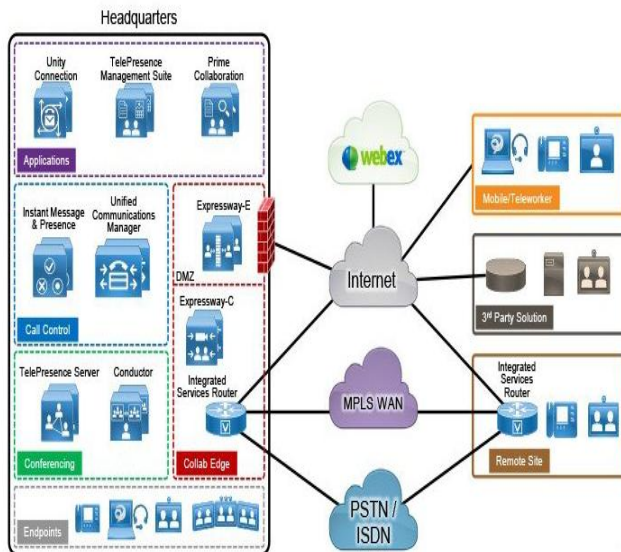 Headquarters
Unity
Connection
TelePresence
Management Suite
Prime
Collaboration
Applications
Instant Message
& Presence
Unified
Communications
Manager
Call Control
Expressway-E
DMZ
Expressway-C
Integrated
Services Router
V
Collab Edge
TelePresence Server
Conductor
Conferencing
Endpoints
webex
Internet
MPLS WAN
PSTN /
ISDN
Mobile/Teleworker
3rd Party Solution
Integrated
Services
Router
V
Remote Site